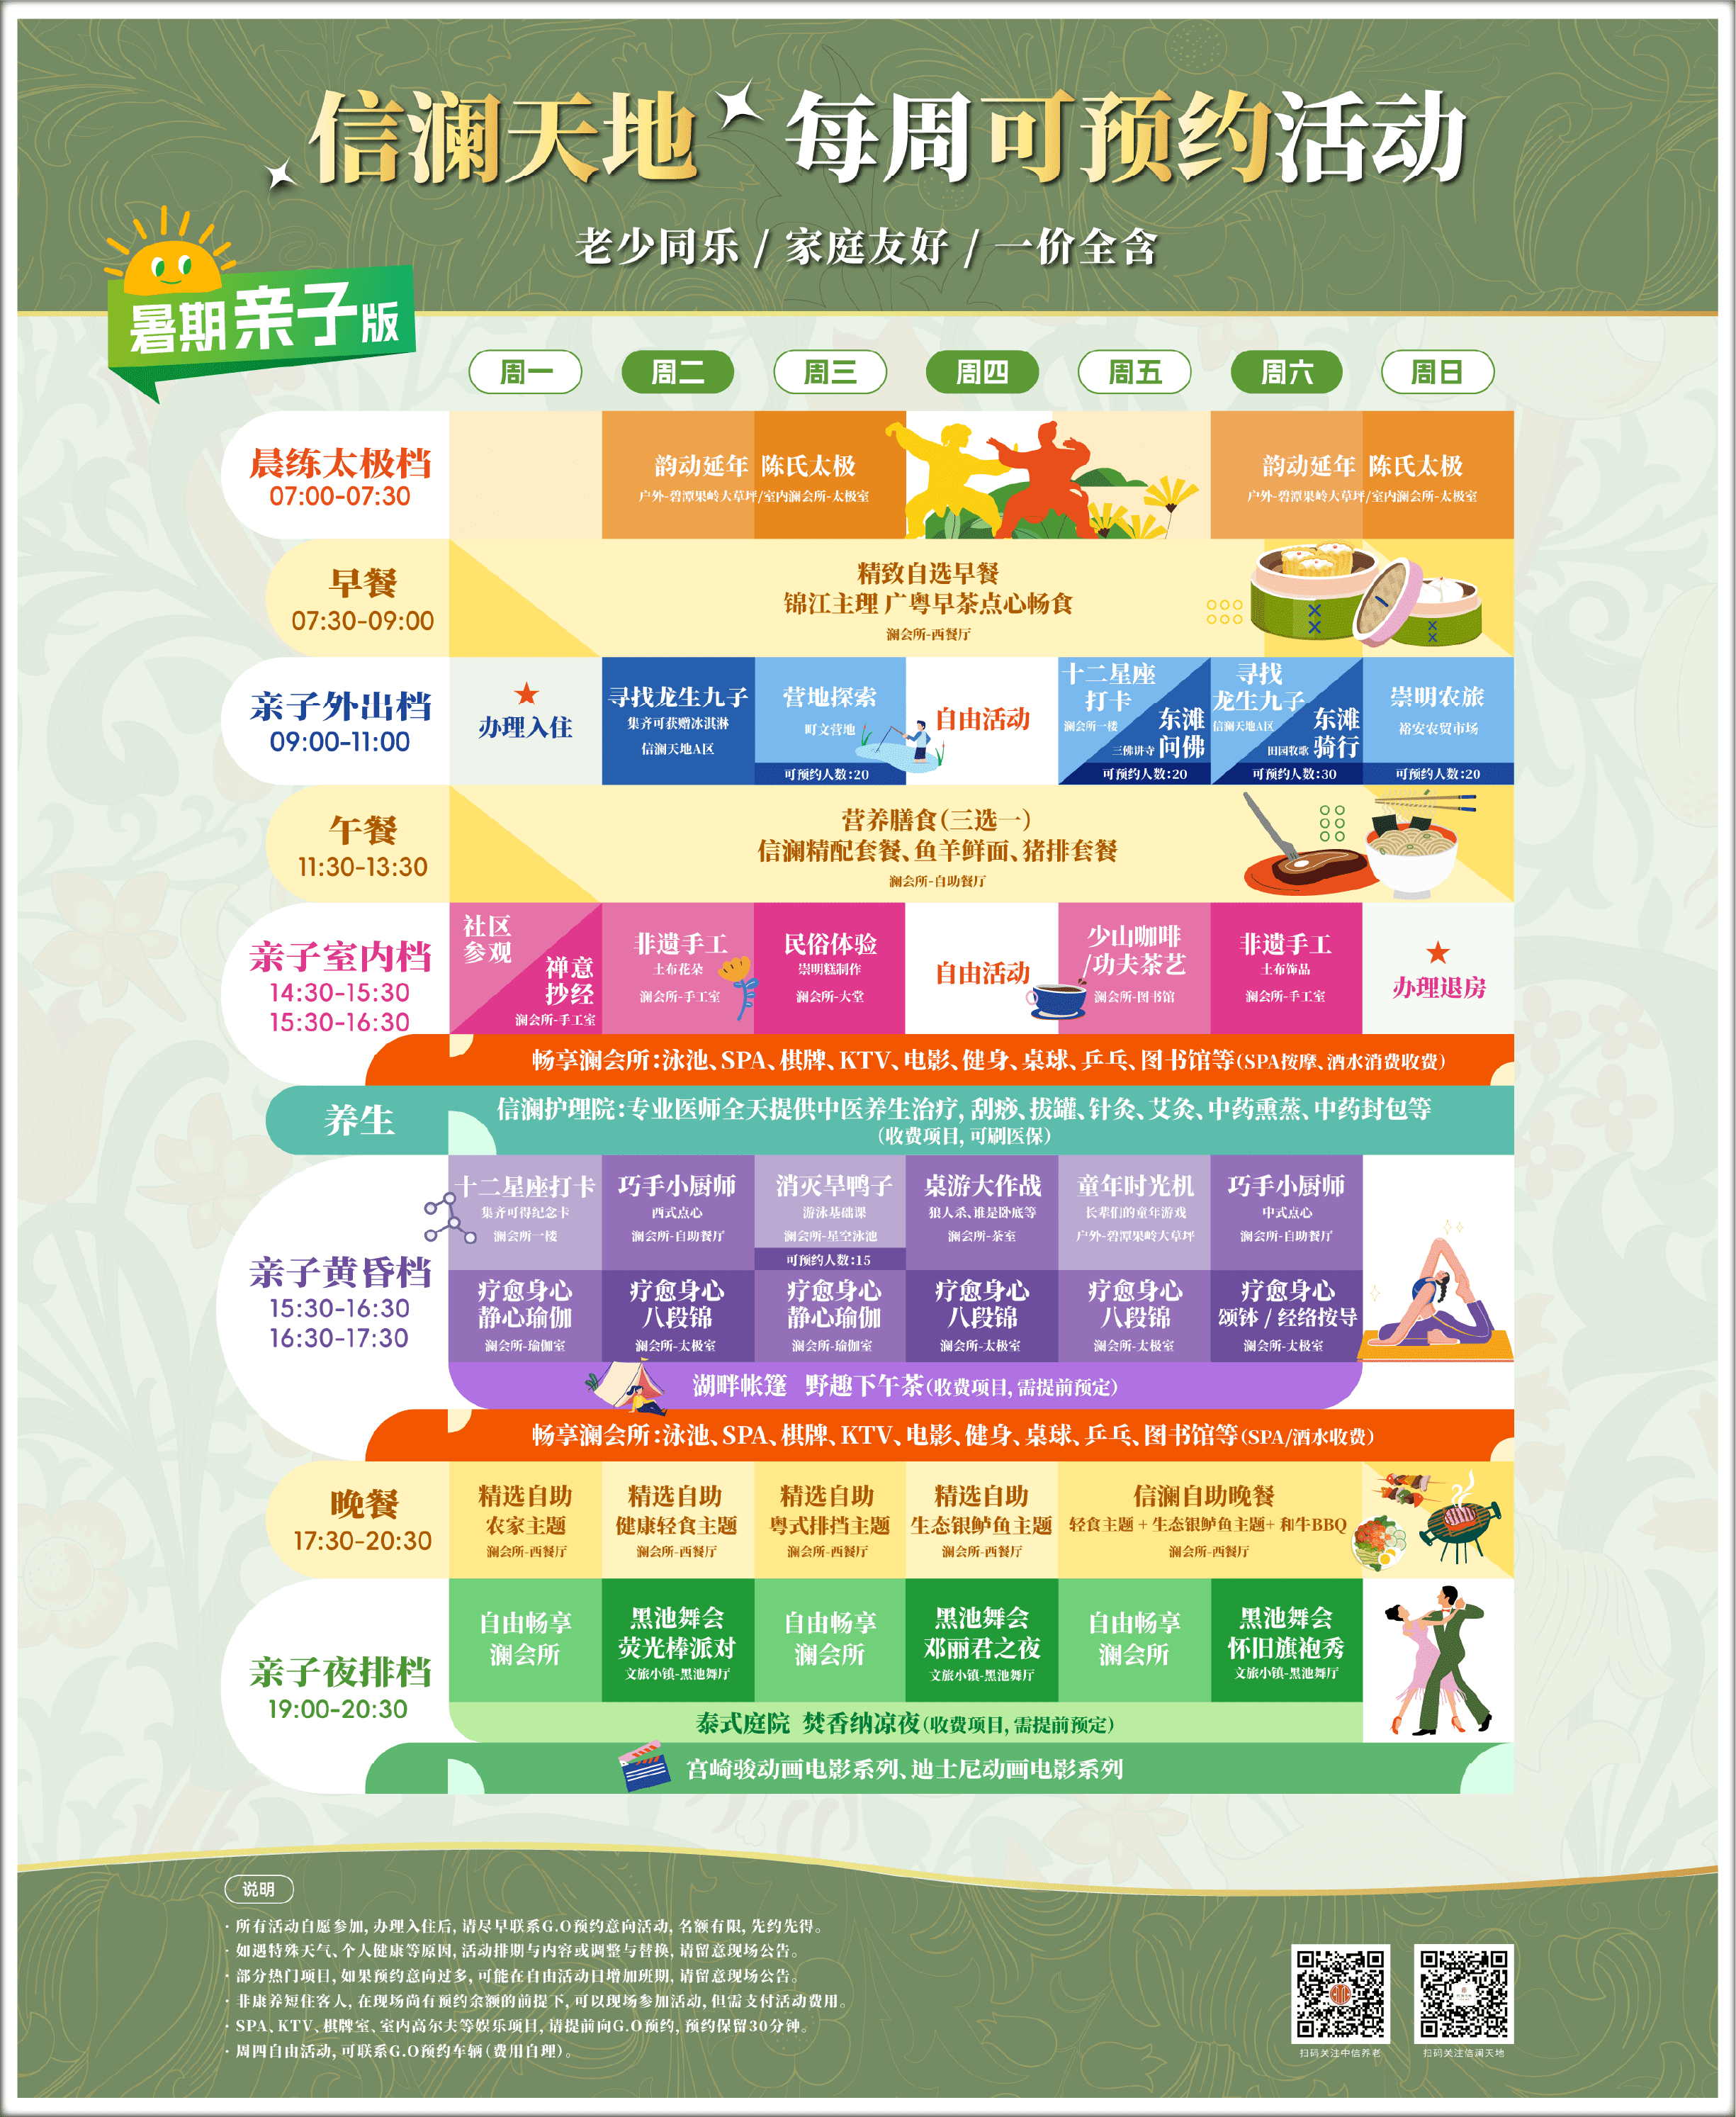 信澜天地 每周可预约活动
老少同乐 / 家庭友好 / 一价全含
暑期亲子版
周一 周二 周三 周四 周五 周六 周日
晨练太极档
07:00-07:30
韵动延年 陈氏太极
户外-碧潭果岭大草坪/室内澜会所-太极室
韵动延年 陈氏太极
户外-碧潭果岭大草坪/室内澜会所-太极室
早餐
07:30-09:00
精致自选早餐
锦江主理 广粤早茶点心畅食
澜会所-西餐厅
亲子外出档
09:00-11:00
办理入住
寻找龙生九子
集齐可获赠冰淇淋
信澜天地A区
营地探索
町文营地
可预约人数:20
自由活动
十二星座
打卡
澜会所一楼
东滩
问佛
三佛讲寺
可预约人数:20
寻找
龙生九子
信澜天地A区
东滩
骑行
田园牧歌
可预约人数:30
崇明农旅
裕安农贸市场
可预约人数:20
午餐
11:30-13:30
营养膳食(三选一)
信澜精配套餐、鱼羊鲜面、猪排套餐
澜会所-自助餐厅
亲子室内档
14:30-15:30
15:30-16:30
社区
参观
禅意
抄经
澜会所-手工室
非遗手工
土布花朵
澜会所-手工室
民俗体验
崇明糕制作
澜会所-大堂
自由活动
少山咖啡
/功夫茶艺
澜会所-图书馆
非遗手工
土布饰品
澜会所-手工室
办理退房
畅享澜会所:泳池、SPA、棋牌、KTV、电影、健身、桌球、乒乓、图书馆等(SPA按摩、酒水消费收费)
养生
信澜护理院:专业医师全天提供中医养生治疗, 刮痧、拔罐、针灸、艾灸、中药熏蒸、中药封包等
(收费项目, 可刷医保)
亲子黄昏档
15:30-16:30
16:30-17:30
十二星座打卡
集齐可得纪念卡
澜会所一楼
巧手小厨师
西式点心
澜会所-自助餐厅
消灭旱鸭子
游泳基础课
澜会所-星空泳池
可预约人数:15
桌游大作战
狼人杀、谁是卧底等
澜会所-茶室
童年时光机
长辈们的童年游戏
户外-碧潭果岭大草坪
巧手小厨师
中式点心
澜会所-自助餐厅
疗愈身心
静心瑜伽
澜会所-瑜伽室
疗愈身心
八段锦
澜会所-太极室
疗愈身心
静心瑜伽
澜会所-瑜伽室
疗愈身心
八段锦
澜会所-太极室
疗愈身心
八段锦
澜会所-太极室
疗愈身心
颂钵 / 经络按导
澜会所-太极室
湖畔帐篷 野趣下午茶(收费项目, 需提前预定)
畅享澜会所:泳池、SPA、棋牌、KTV、电影、健身、桌球、乒乓、图书馆等(SPA/酒水收费)
晚餐
17:30-20:30
精选自助
农家主题
澜会所-西餐厅
精选自助
健康轻食主题
澜会所-西餐厅
精选自助
粤式排挡主题
澜会所-西餐厅
精选自助
生态银鲈鱼主题
澜会所-西餐厅
信澜自助晚餐
轻食主题 + 生态银鲈鱼主题+ 和牛BBQ
澜会所-西餐厅
亲子夜排档
19:00-20:30
自由畅享
澜会所
黑池舞会
荧光棒派对
文旅小镇-黑池舞厅
自由畅享
澜会所
黑池舞会
邓丽君之夜
文旅小镇-黑池舞厅
自由畅享
澜会所
黑池舞会
怀旧旗袍秀
文旅小镇-黑池舞厅
泰式庭院 焚香纳凉夜(收费项目, 需提前预定)
宫崎骏动画电影系列、迪士尼动画电影系列
说明
· 所有活动自愿参加, 办理入住后, 请尽早联系G.O预约意向活动, 名额有限, 先约先得。
· 如遇特殊天气、个人健康等原因, 活动排期与内容或调整与替换, 请留意现场公告。
· 部分热门项目, 如果预约意向过多, 可能在自由活动日增加班期, 请留意现场公告。
· 非康养短住客人, 在现场尚有预约余额的前提下, 可以现场参加活动, 但需支付活动费用。
· SPA、KTV、棋牌室、室内高尔夫等娱乐项目, 请提前向G.O预约, 预约保留30分钟。
· 周四自由活动, 可联系G.O预约车辆(费用自理)。
扫码关注中信养老
扫码关注信澜天地